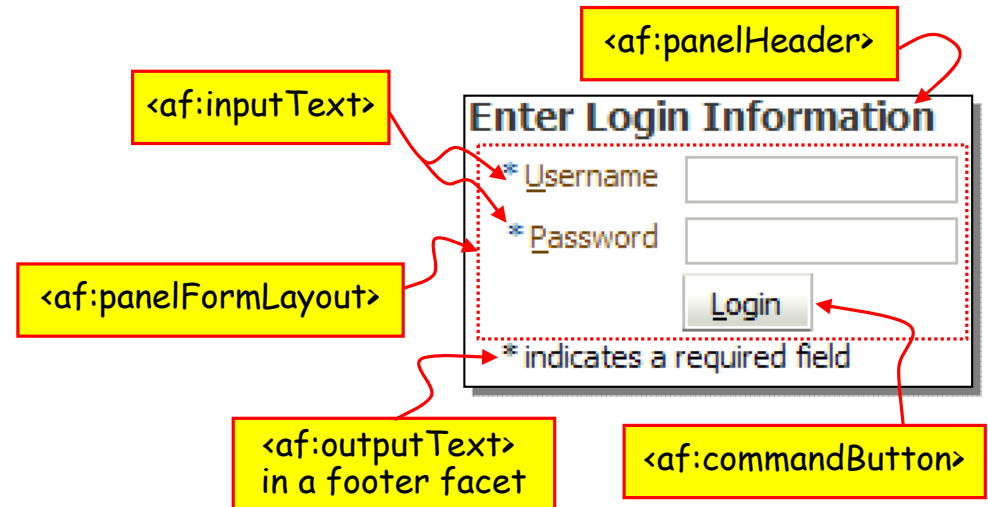 <af:panelHeader>
<af:inputText>
Enter Login Information
* Username
* Password
<af:panelFormLayout>
Login
* indicates a required field
<af:outputText>
in a footer facet
<af:commandButton>